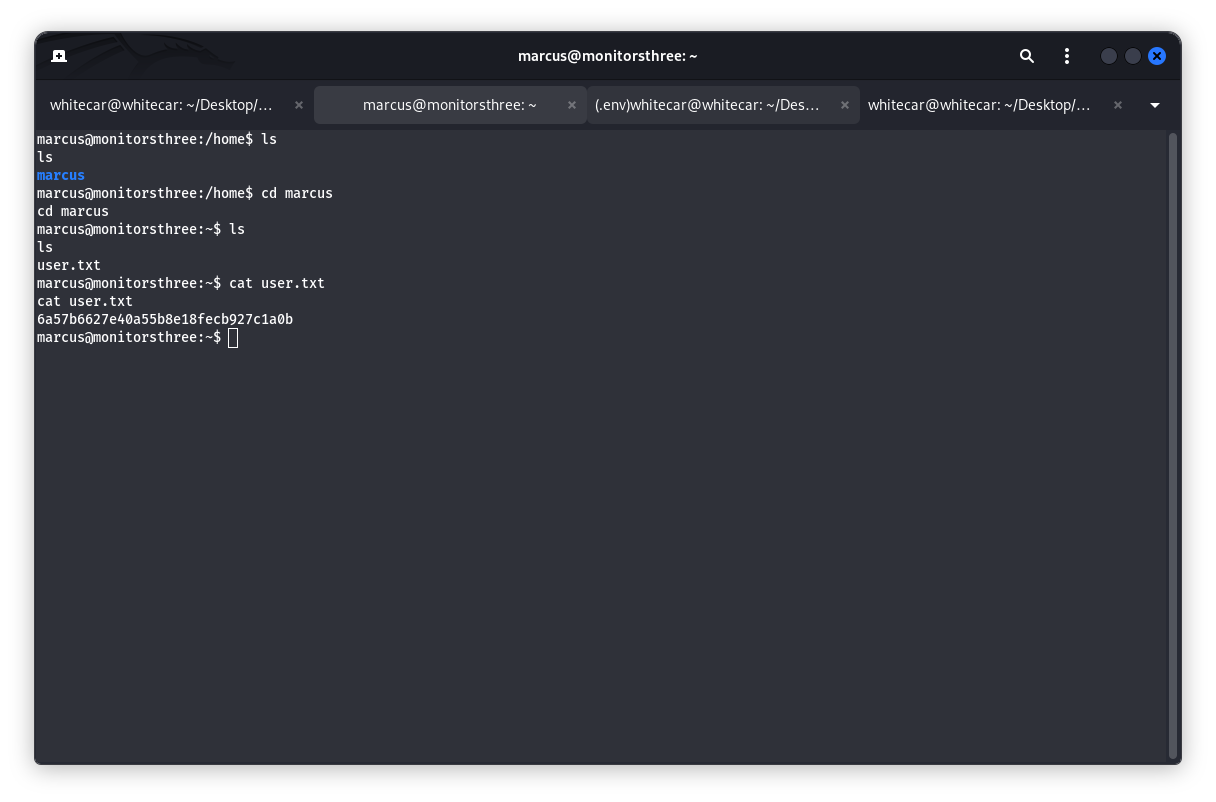 marcus@monitorsthree: ~
whitecar@whitecar: ~/Desktop/...
marcus@monitorsthree: ~
(.env)whitecar@whitecar: ~/Des...
whitecar@whitecar: ~/Desktop/...
marcus@monitorsthree:/home$ ls
ls
marcus
marcus@monitorsthree:/home$ cd marcus
cd marcus
marcus@monitorsthree:~$ ls
ls
user.txt
marcus@monitorsthree:~$ cat user.txt
cat user.txt
6a57b6627e40a55b8e18fecb927c1a0b
marcus@monitorsthree:~$